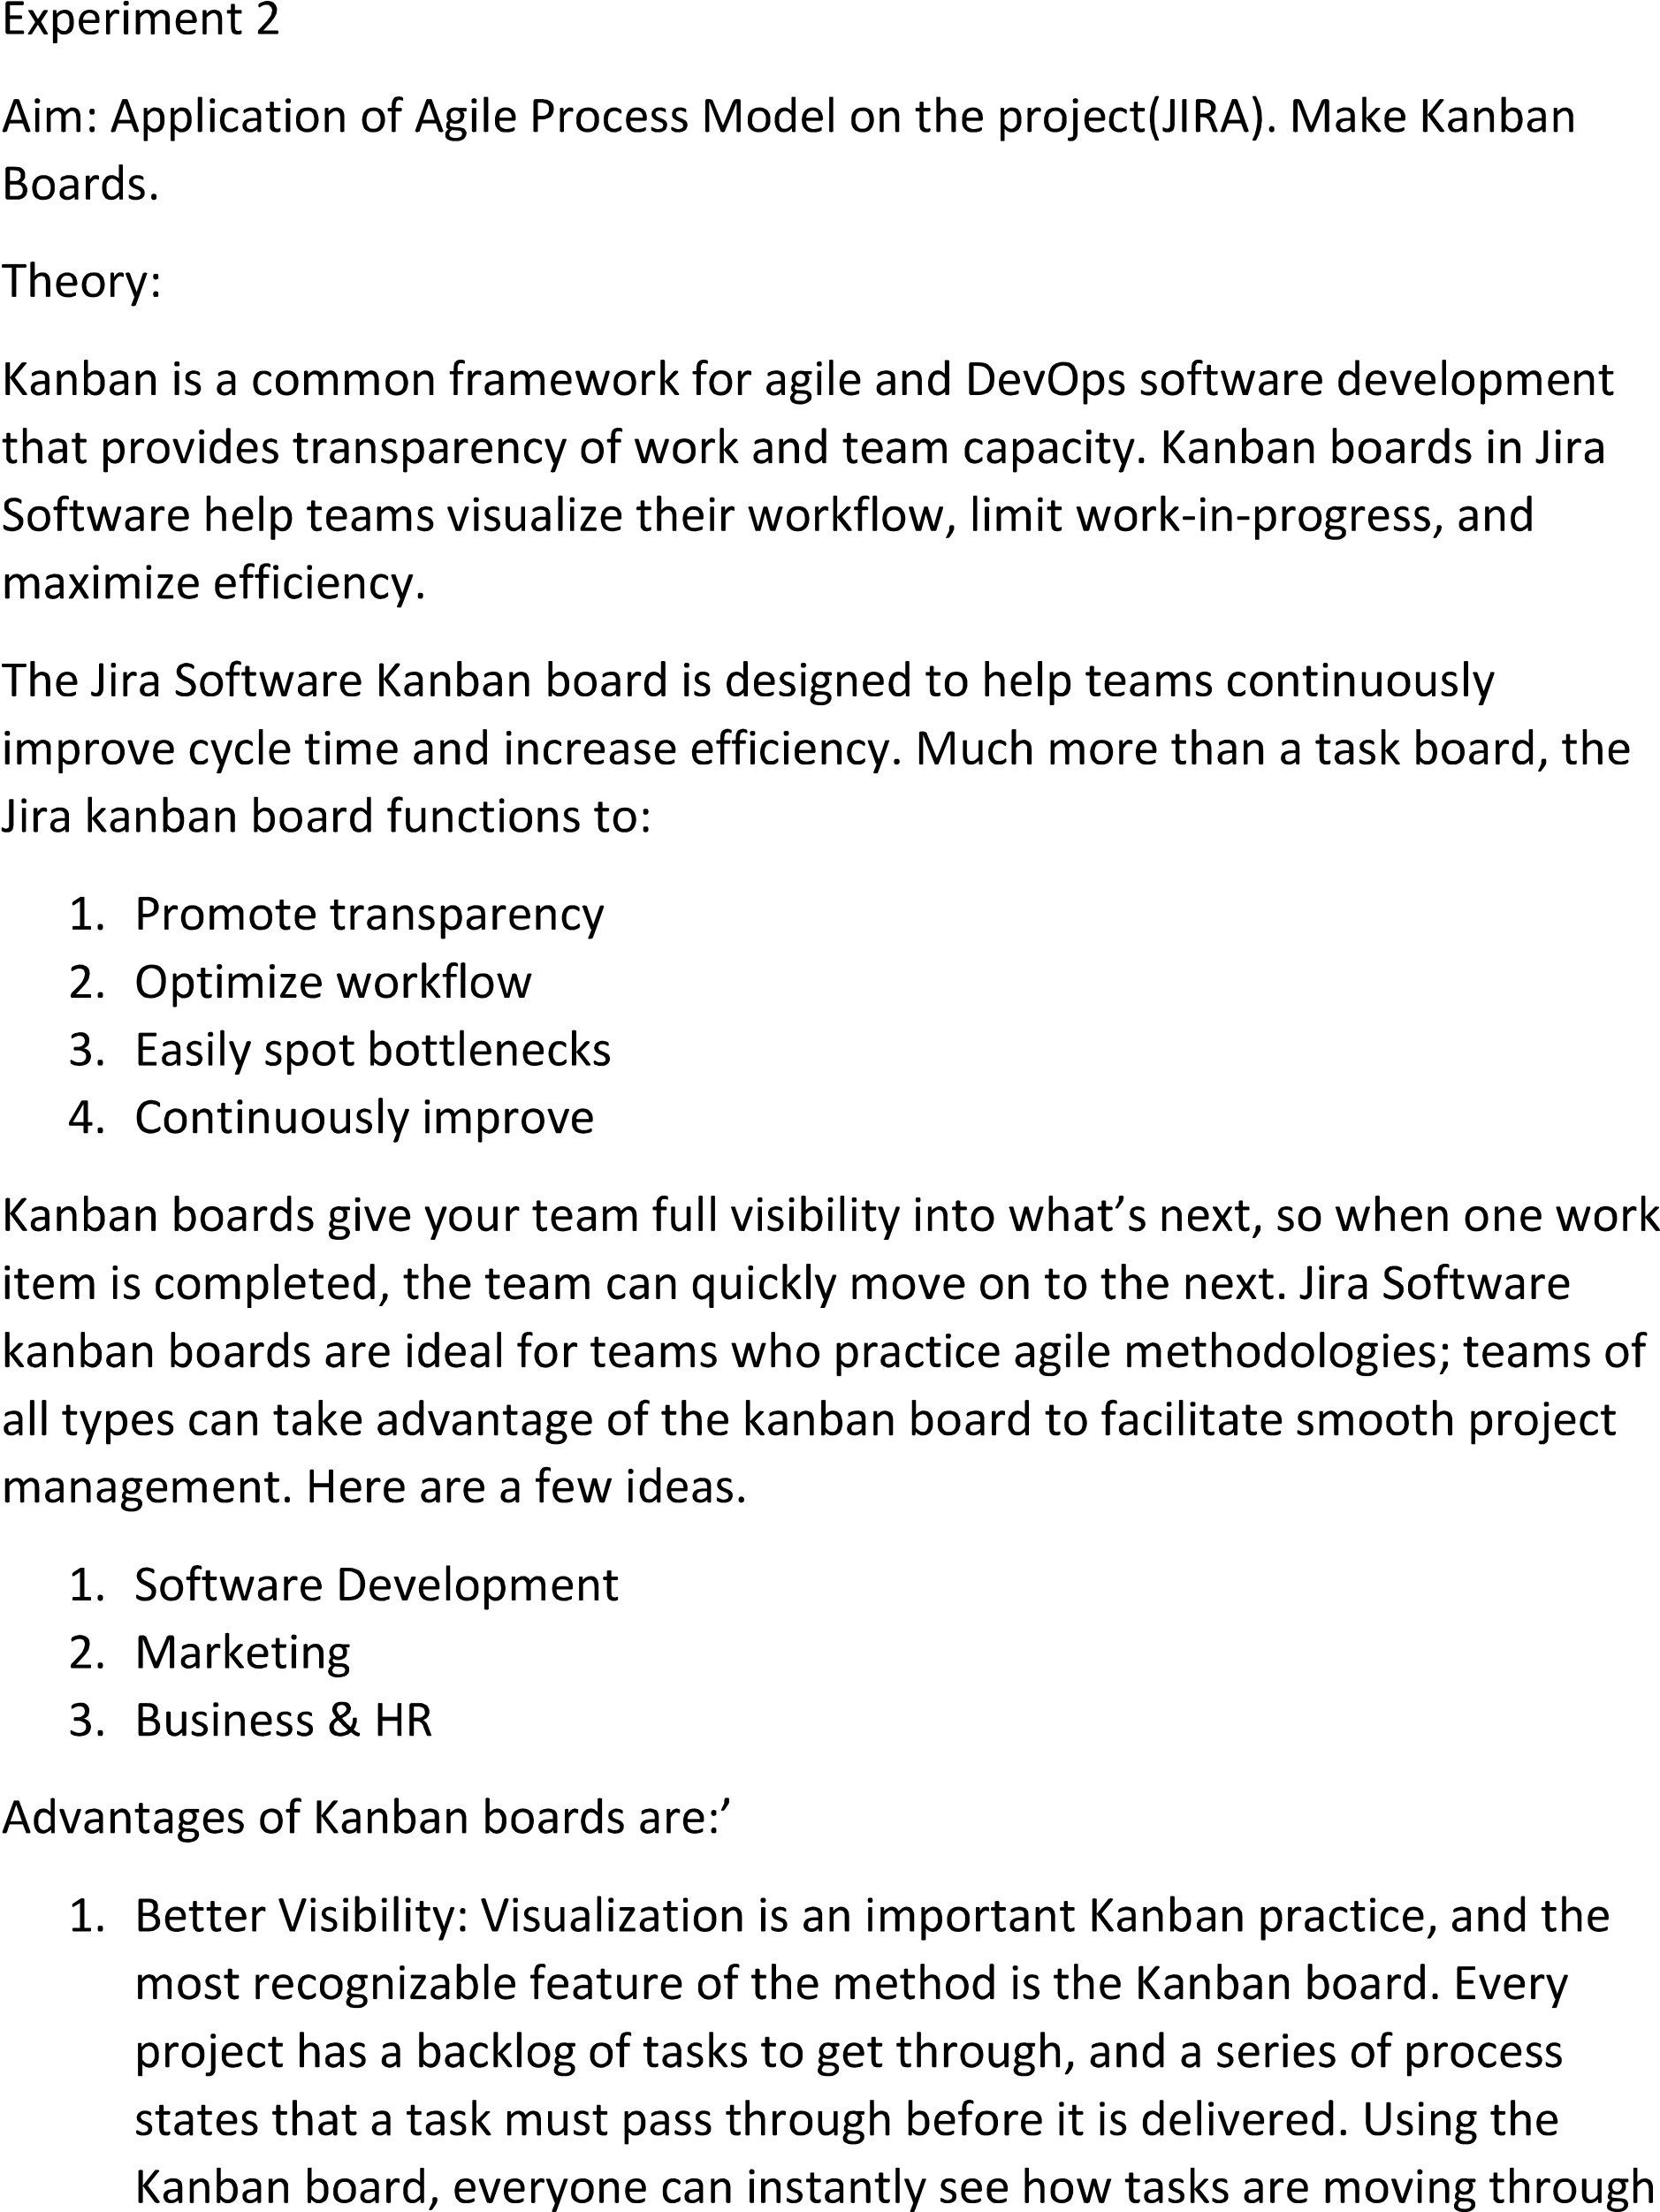 Experiment 2
Aim: Application of Agile Process Model on the project(JIRA). Make Kanban
Boards.
Theory:
Kanban is a common framework for agile and DevOps software development
that provides transparency of work and team capacity. Kanban boards in Jira
Software help teams visualize their workflow, limit work-in-progress, and
maximize efficiency.
The Jira Software Kanban board is designed to help teams continuously
improve cycle time and increase efficiency. Much more than a task board, the
Jira kanban board functions to:
1. Promote transparency
2. Optimize workflow
3. Easily spot bottlenecks
4. Continuously improve
Kanban boards give your team full visibility into what’s next, so when one work
item is completed, the team can quickly move on to the next. Jira Software
kanban boards are ideal for teams who practice agile methodologies; teams of
all types can take advantage of the kanban board to facilitate smooth project
management. Here are a few ideas.
1. Software Development
2. Marketing
3. Business & HR
Advantages of Kanban boards are:’
1. Better Visibility: Visualization is an important Kanban practice, and the
most recognizable feature of the method is the Kanban board. Every
project has a backlog of tasks to get through, and a series of process
states that a task must pass through before it is delivered. Using the
Kanban board, everyone can instantly see how tasks are moving through